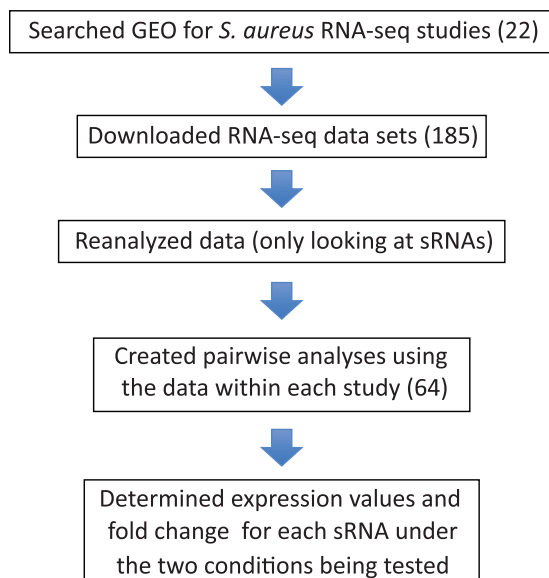 Searched GEO for S. aureus RNA-seq studies (22)
Downloaded RNA-seq data sets (185)
Reanalyzed data (only looking at sRNAs)
Created pairwise analyses using
the data within each study (64)
Determined expression values and
fold change for each sRNA under
the two conditions being tested